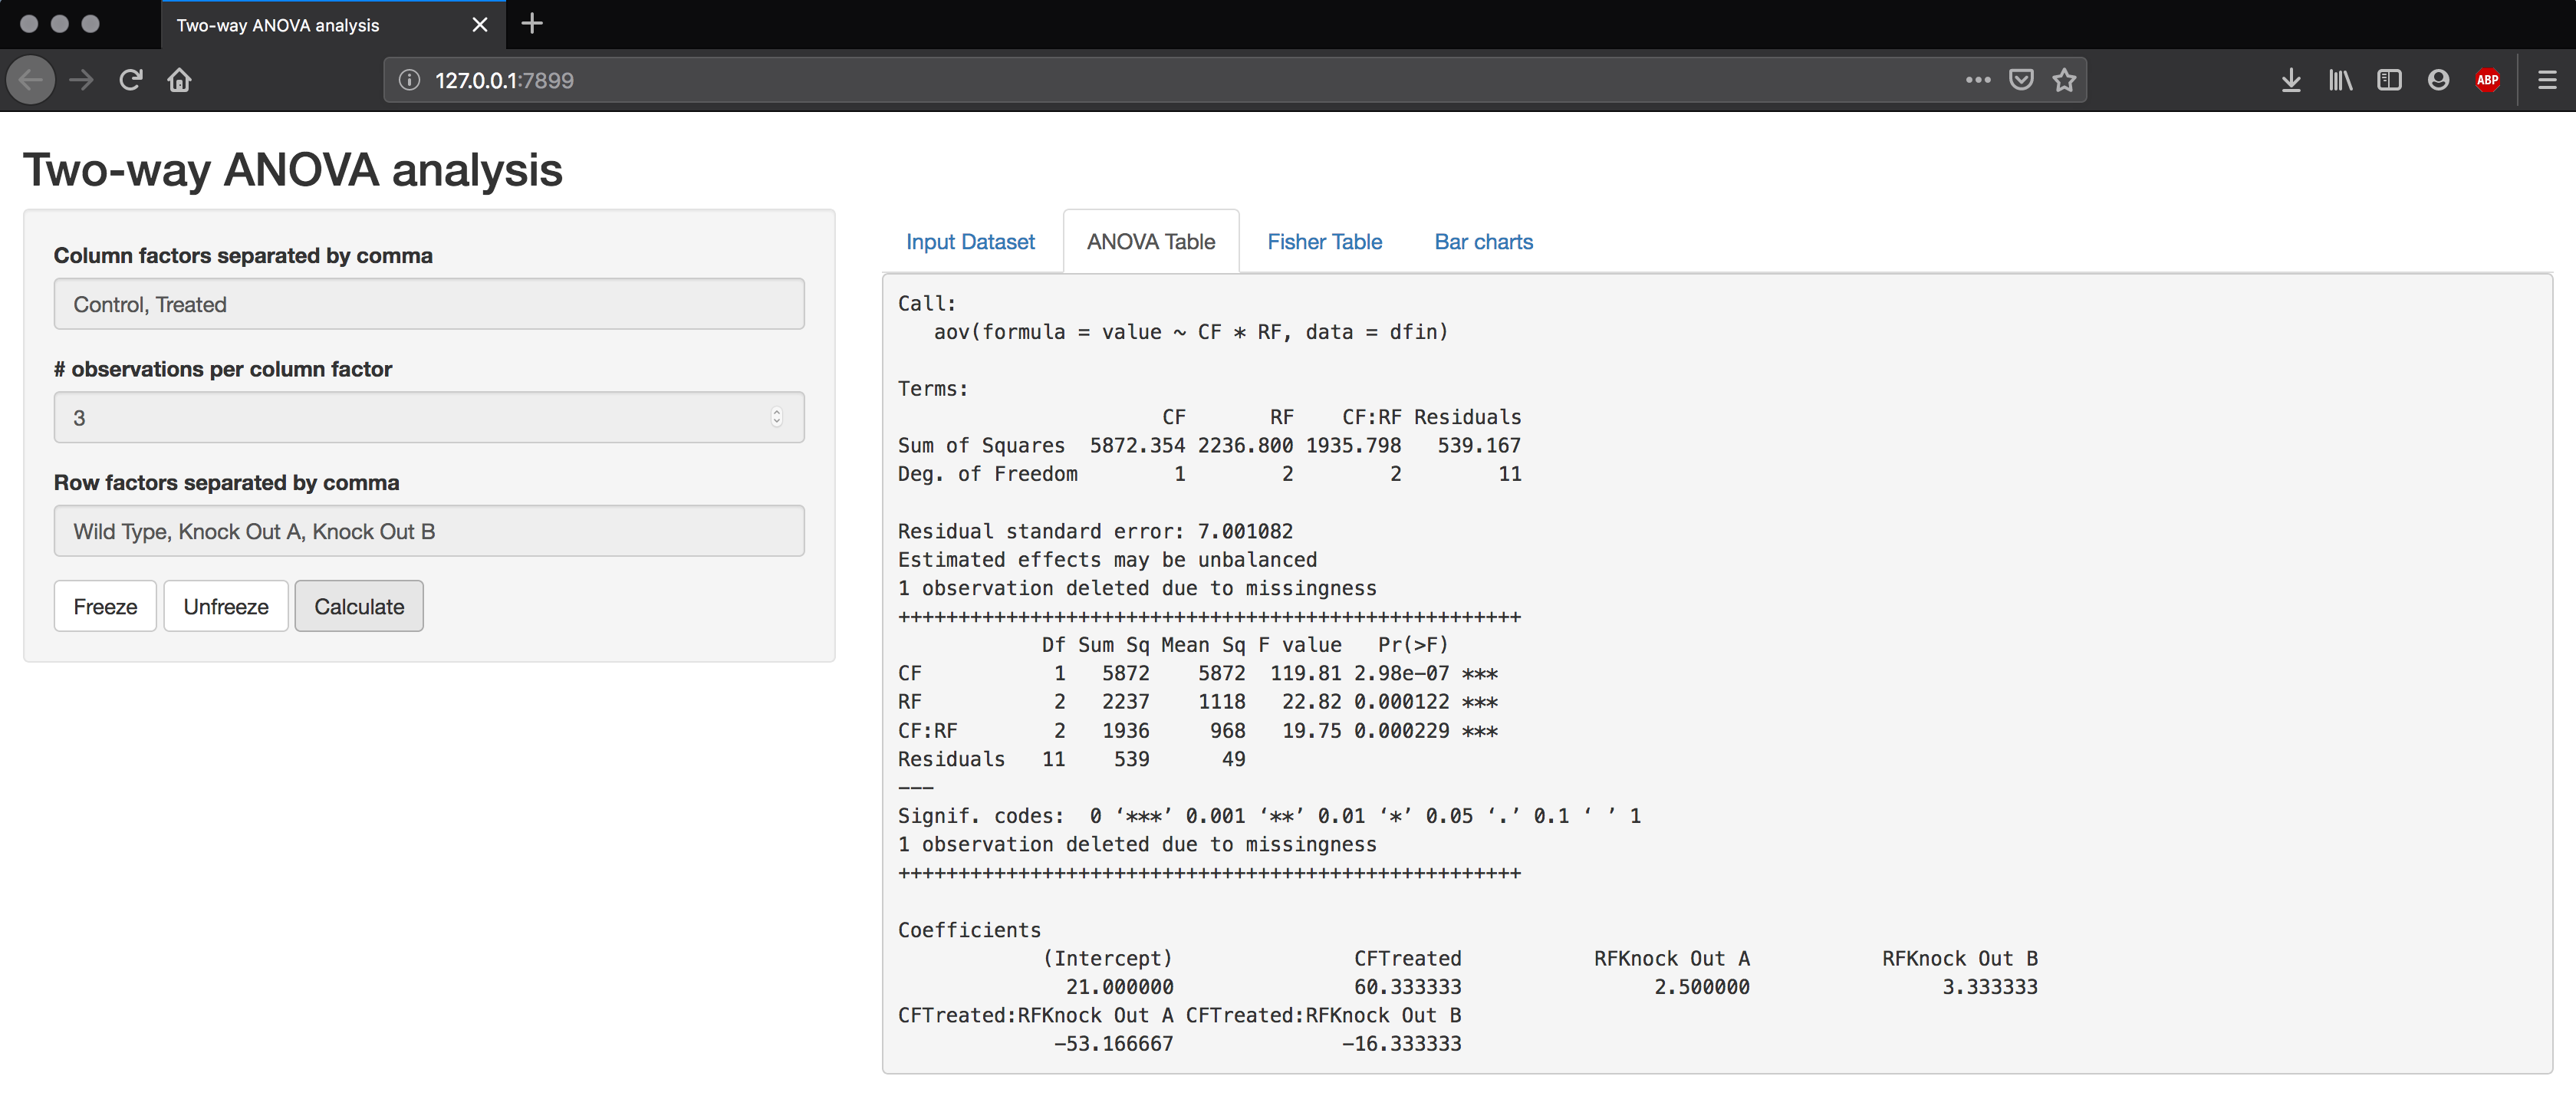 Two-way ANOVA analysis
127.0.0.1:7899
ABP
Two-way ANOVA analysis
Column factors separated by comma
Control, Treated
# observations per column factor
3
Row factors separated by comma
Wild Type, Knock Out A, Knock Out B
Freeze Unfreeze Calculate
Input Dataset ANOVA Table Fisher Table Bar charts
Call:
   aov(formula = value ~ CF * RF, data = dfin)
Terms:
                      CF       RF    CF:RF Residuals
Sum of Squares  5872.354 2236.800 1935.798   539.167
Deg. of Freedom        1        2        2        11
Residual standard error: 7.001082
Estimated effects may be unbalanced
1 observation deleted due to missingness
++++++++++++++++++++++++++++++++++++++++++++++++++++
            Df Sum Sq Mean Sq F value   Pr(>F)
CF           1   5872    5872  119.81 2.98e-07 ***
RF           2   2237    1118   22.82 0.000122 ***
CF:RF        2   1936     968   19.75 0.000229 ***
Residuals   11    539      49
---
Signif. codes:  0 ‘***’ 0.001 ‘**’ 0.01 ‘*’ 0.05 ‘.’ 0.1 ‘ ’ 1
1 observation deleted due to missingness
++++++++++++++++++++++++++++++++++++++++++++++++++++
Coefficients
            (Intercept)               CFTreated           RFKnock Out A           RFKnock Out B
              21.000000               60.333333                2.500000                3.333333
CFTreated:RFKnock Out A CFTreated:RFKnock Out B
             -53.166667              -16.333333